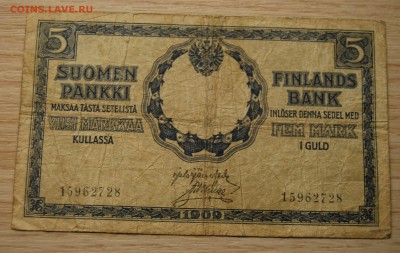 COINS.LAVE.RU
5
5
SUOMEN
PANKKI
MAKSAA TÄSTÄ SETELISTÄ
VIISI MARKKAA
KULLASSA
FINLANDS
BANK
INLÖSER DENNA SEDEL MED
FEM MARK
I GULD
15962728
15962728
1909